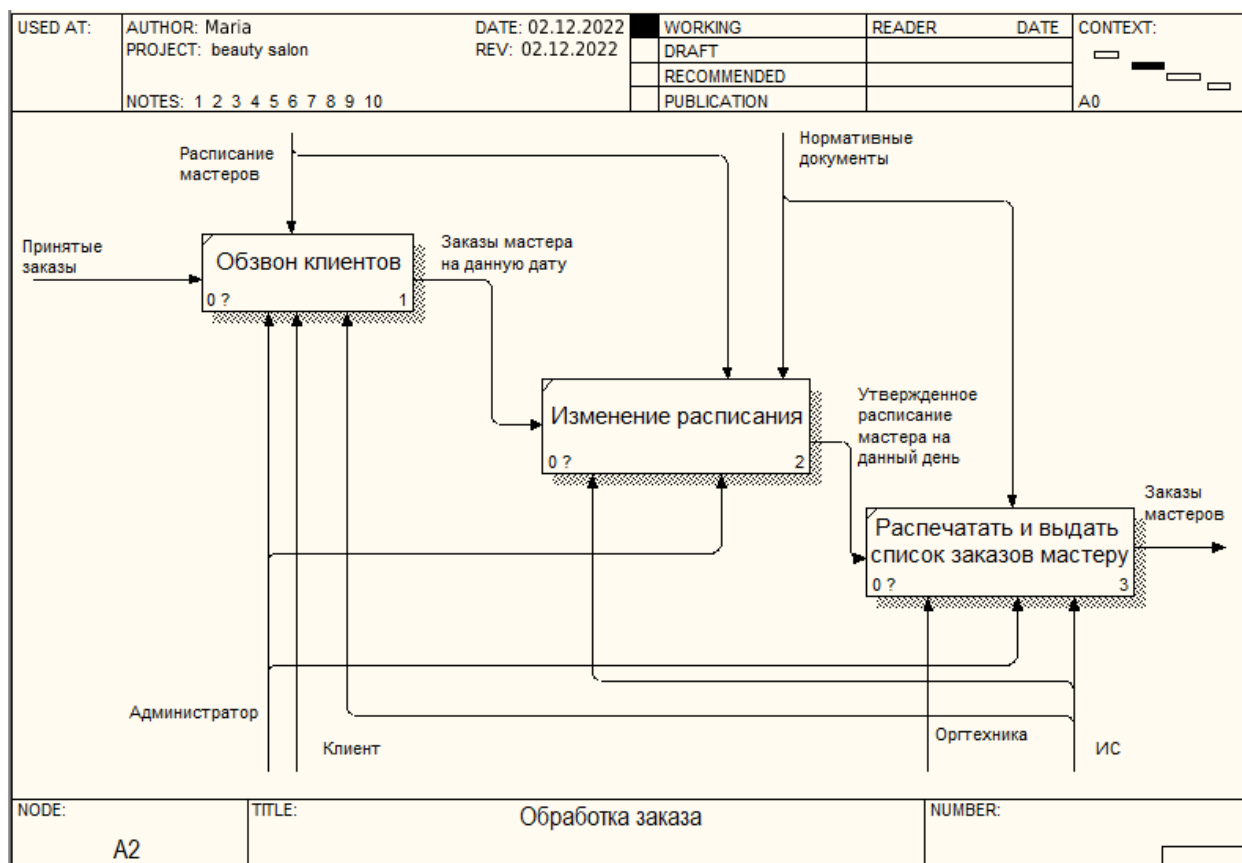 USED AT:
AUTHOR: Maria
DATE: 02.12.2022
WORKING
READER
DATE
CONTEXT:
PROJECT: beauty salon
REV: 02.12.2022
DRAFT
RECOMMENDED
NOTES: 1 2 3 4 5 6 7 8 9 10
PUBLICATION
A0
Расписание
мастеров
Нормативные
документы
Принятые
заказы
Обзвон клиентов
0 ?
1
Заказы мастера
на данную дату
Изменение расписания
0 ?
2
Утвержденное
расписание
мастера на
данный день
Распечатать и выдать
список заказов мастеру
0 ?
3
Заказы
мастеров
Администратор
Клиент
Оргтехника
ИС
NODE:
A2
TITLE:
Обработка заказа
NUMBER: